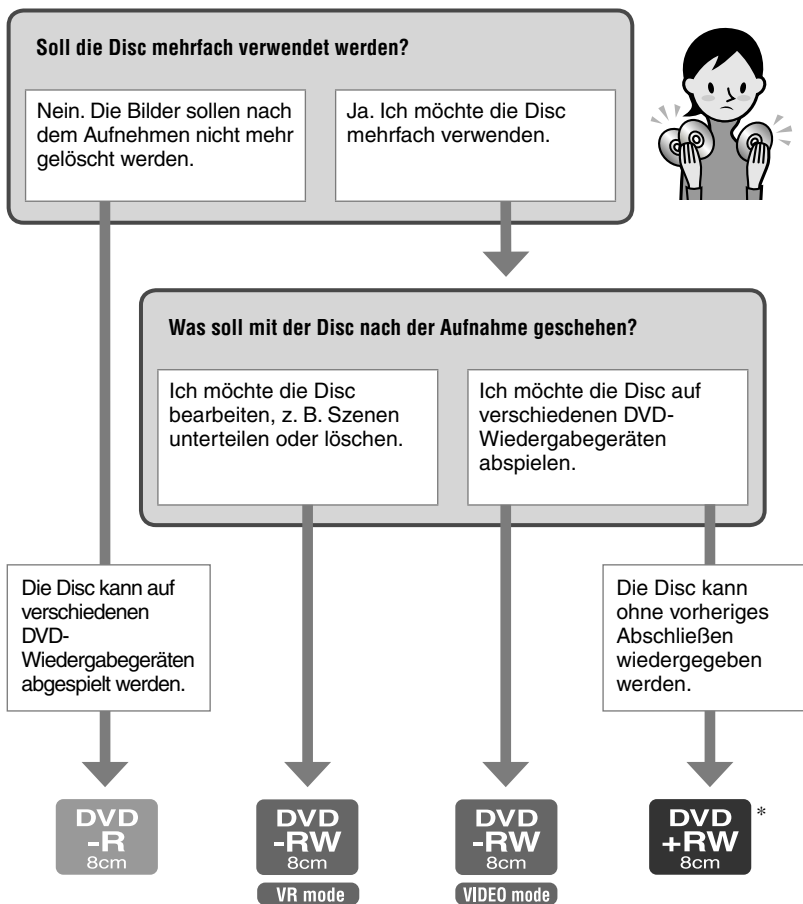 Soll die Disc mehrfach verwendet werden?
Nein. Die Bilder sollen nach
dem Aufnehmen nicht mehr
gelöscht werden.
Ja. Ich möchte die Disc
mehrfach verwenden.
Was soll mit der Disc nach der Aufnahme geschehen?
Ich möchte die Disc
bearbeiten, z. B. Szenen
unterteilen oder löschen.
Ich möchte die Disc auf
verschiedenen DVD-
Wiedergabegeräten
abspielen.
Die Disc kann auf
verschiedenen
DVD-
Wiedergabegeräten
abgespielt werden.
Die Disc kann
ohne vorheriges
Abschließen
wiedergegeben
werden.
DVD
-R
8cm
DVD
-RW
8cm
VR mode
DVD
-RW
8cm
VIDEO mode
DVD
+RW
8cm
*